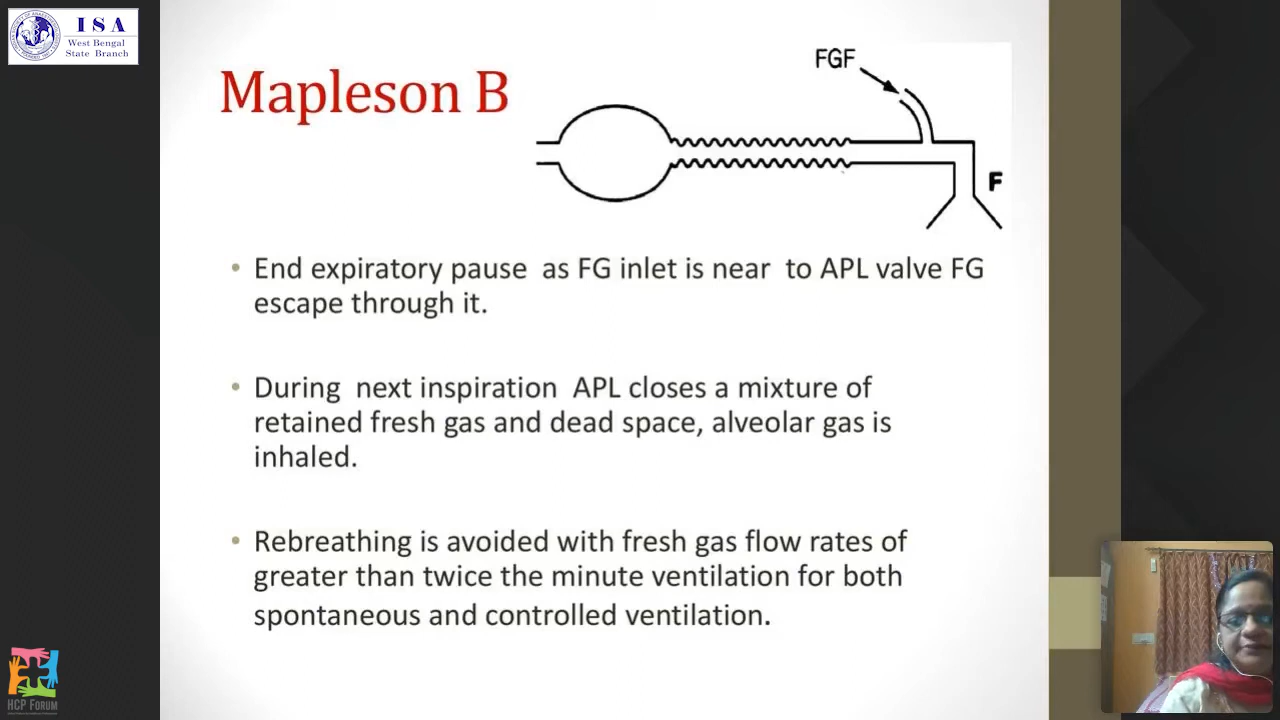 ISA
West Bengal
State Branch
Mapleson B
FGF
F
• End expiratory pause as FG inlet is near to APL valve FG
escape through it.
• During next inspiration APL closes a mixture of
retained fresh gas and dead space, alveolar gas is
inhaled.
• Rebreathing is avoided with fresh gas flow rates of
greater than twice the minute ventilation for both
spontaneous and controlled ventilation.
HCP FORUM